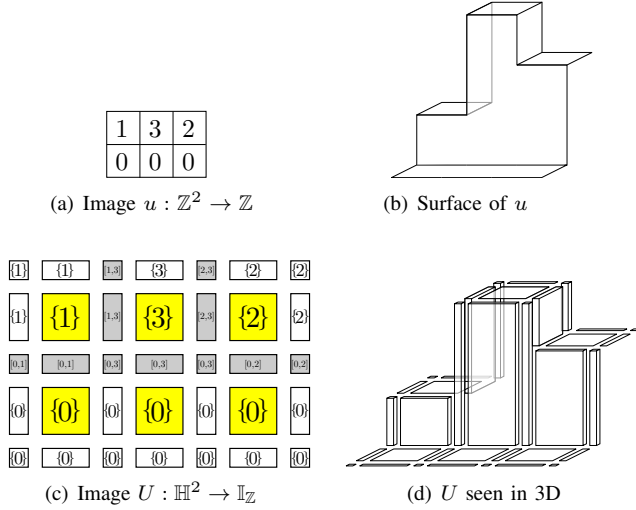 1 3 2
0 0 0
(a) Image u : ℤ² → ℤ
(b) Surface of u
{1} {1} [1,3] {3} [2,3] {2} {2}
{1} {1} [1,3] {3} [2,3] {2} {2}
[0,1] [0,1] [0,3] [0,3] [0,3] [0,2] [0,2]
{0} {0} {0} {0} {0} {0} {0}
{0} {0} {0} {0} {0} {0} {0}
(c) Image U : ℍ² → 𝕀_ℤ
(d) U seen in 3D